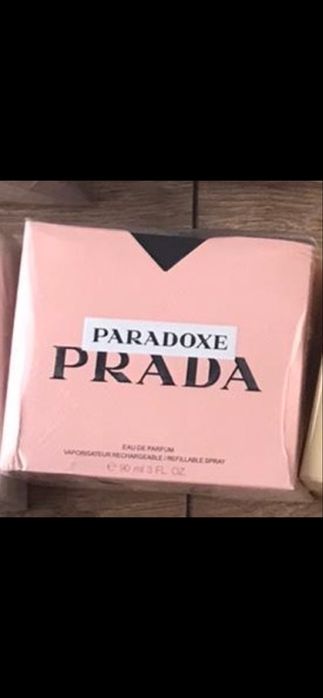 PARADOXE
PRADA
EAU DE PARFUM
VAPORISATEUR RECHARGEABLE / REFILLABLE SPRAY
℮ 90 ml 3 FL. OZ.